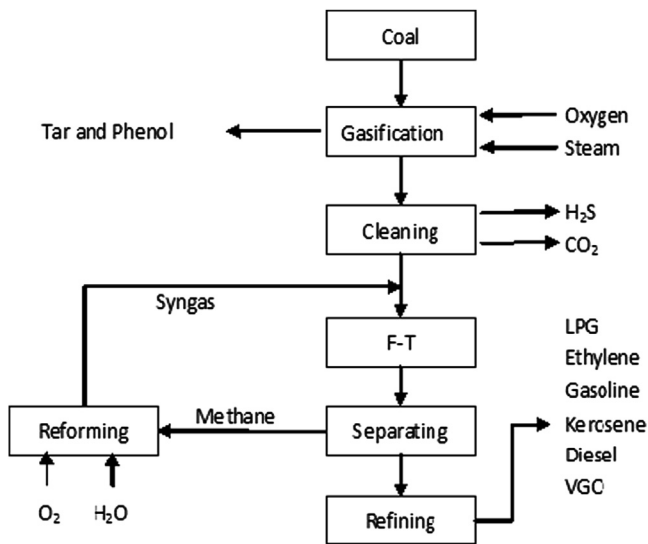 Coal
Tar and Phenol
Gasification
Oxygen
Steam
Cleaning
H₂S
CO₂
Syngas
F-T
LPG
Ethylene
Gasoline
Kerosene
Diesel
VGO
Reforming
Methane
Separating
O₂
H₂O
Refining